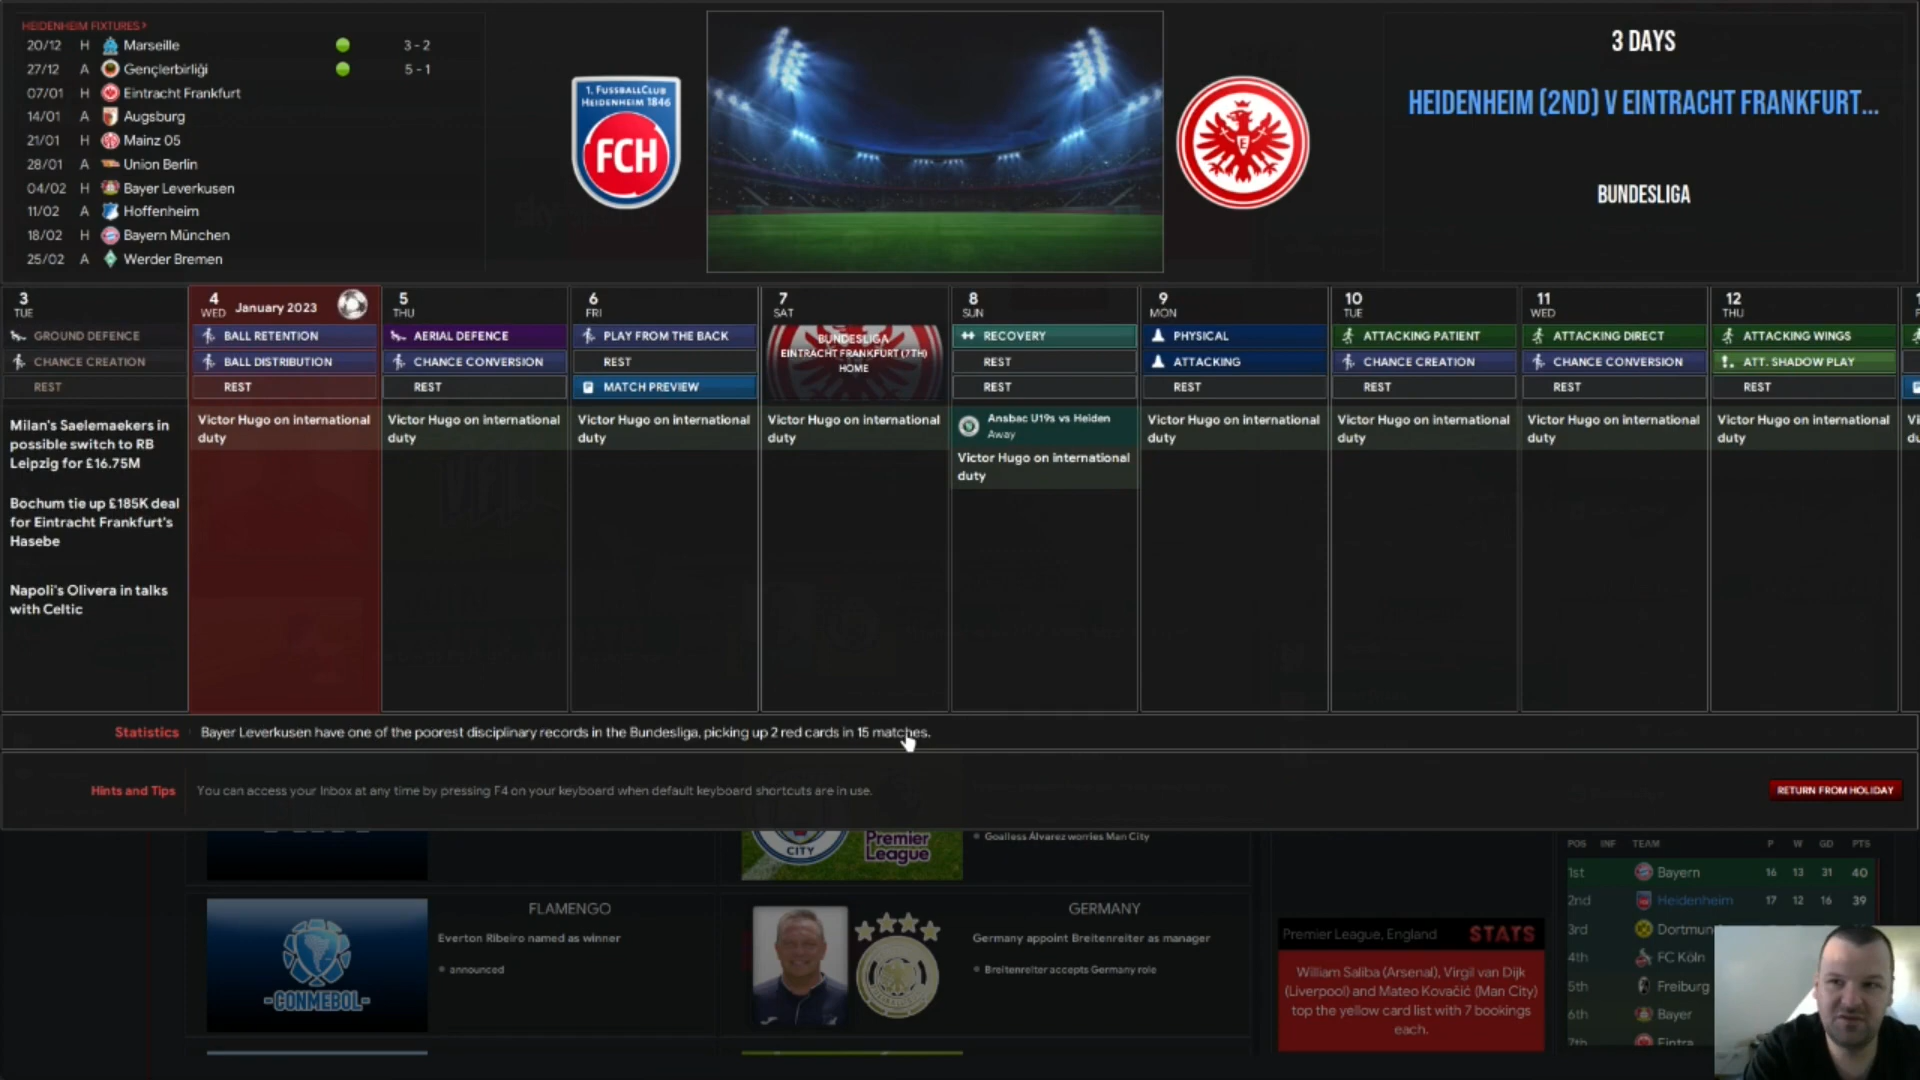 HEIDENHEIM FIXTURES >
20/12 H Marseille 3 - 2
27/12 A Gençlerbirliği 5 - 1
07/01 H Eintracht Frankfurt
14/01 A Augsburg
21/01 H Mainz 05
28/01 A Union Berlin
04/02 H Bayer Leverkusen
11/02 A Hoffenheim
18/02 H Bayern München
25/02 A Werder Bremen
1. FUSSBALLCLUB
HEIDENHEIM 1846
FCH
3 DAYS
HEIDENHEIM (2ND) V EINTRACHT FRANKFURT...
BUNDESLIGA
3
TUE
GROUND DEFENCE
CHANCE CREATION
REST
Milan's Saelemaekers in
possible switch to RB
Leipzig for £16.75M
Bochum tie up £185K deal
for Eintracht Frankfurt's
Hasebe
Napoli's Olivera in talks
with Celtic
4
WED January 2023
BALL RETENTION
BALL DISTRIBUTION
REST
Victor Hugo on international
duty
5
THU
AERIAL DEFENCE
CHANCE CONVERSION
REST
Victor Hugo on international
duty
6
FRI
PLAY FROM THE BACK
REST
MATCH PREVIEW
Victor Hugo on international
duty
7
SAT
BUNDESLIGA
EINTRACHT FRANKFURT (7TH)
HOME
Victor Hugo on international
duty
8
SUN
RECOVERY
REST
REST
Ansbac U19s vs Heiden
Away
Victor Hugo on international
duty
9
MON
PHYSICAL
ATTACKING
REST
Victor Hugo on international
duty
10
TUE
ATTACKING PATIENT
CHANCE CREATION
REST
Victor Hugo on international
duty
11
WED
ATTACKING DIRECT
CHANCE CONVERSION
REST
Victor Hugo on international
duty
12
THU
ATTACKING WINGS
ATT. SHADOW PLAY
REST
Victor Hugo on international
duty
Statistics Bayer Leverkusen have one of the poorest disciplinary records in the Bundesliga, picking up 2 red cards in 15 matches.
Hints and Tips You can access your Inbox at any time by pressing F4 on your keyboard when default keyboard shortcuts are in use.
RETURN FROM HOLIDAY
CITY
Premier
League
Goalless Álvarez worries Man City
FLAMENGO
Everton Ribeiro named as winner
announced
-CONMEBOL-
GERMANY
Germany appoint Breitenreiter as manager
Breitenreiter accepts Germany role
Premier League, England STATS
William Saliba (Arsenal), Virgil van Dijk
(Liverpool) and Mateo Kovačić (Man City)
top the yellow card list with 7 bookings
each.
POS INF TEAM P W GD PTS
1st Bayern 16 13 31 40
2nd Heidenheim 17 12 16 39
3rd Dortmun
4th FC Köln
5th Freiburg
6th Bayer
7th Eintra